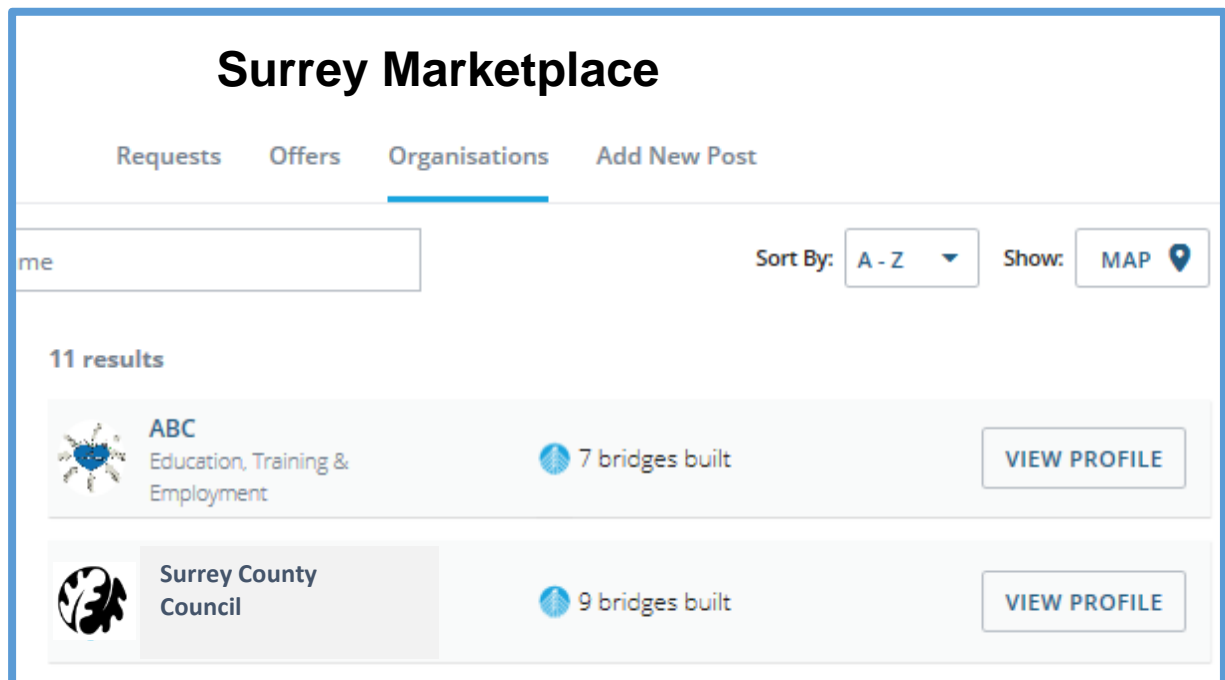 Surrey Marketplace
Requests Offers Organisations Add New Post
me Sort By: A - Z Show: MAP
11 results
ABC
Education, Training &
Employment
7 bridges built
VIEW PROFILE
Surrey County
Council
9 bridges built
VIEW PROFILE